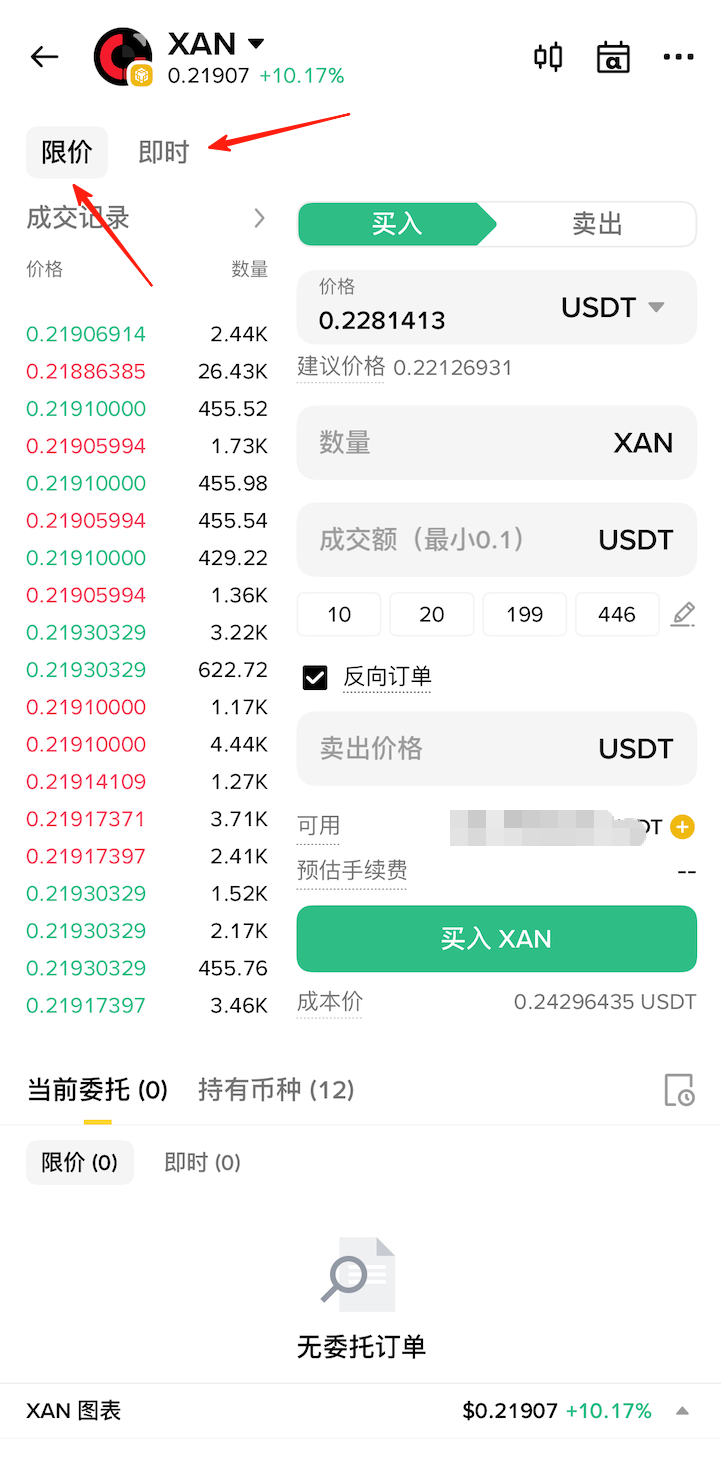 XAN
0.21907 +10.17%
限价 即时
成交记录
价格 数量
0.21906914 2.44K
0.21886385 26.43K
0.21910000 455.52
0.21905994 1.73K
0.21910000 455.98
0.21905994 455.54
0.21910000 429.22
0.21905994 1.36K
0.21930329 3.22K
0.21930329 622.72
0.21910000 1.17K
0.21910000 4.44K
0.21914109 1.27K
0.21917371 3.71K
0.21917397 2.41K
0.21930329 1.52K
0.21930329 2.17K
0.21930329 455.76
0.21917397 3.46K
买入 卖出
价格
0.2281413 USDT
建议价格 0.22126931
数量 XAN
成交额（最小0.1） USDT
10 20 199 446
反向订单
卖出价格 USDT
可用
预估手续费 --
买入 XAN
成本价 0.24296435 USDT
当前委托 (0) 持有币种 (12)
限价 (0) 即时 (0)
无委托订单
XAN 图表 $0.21907 +10.17%